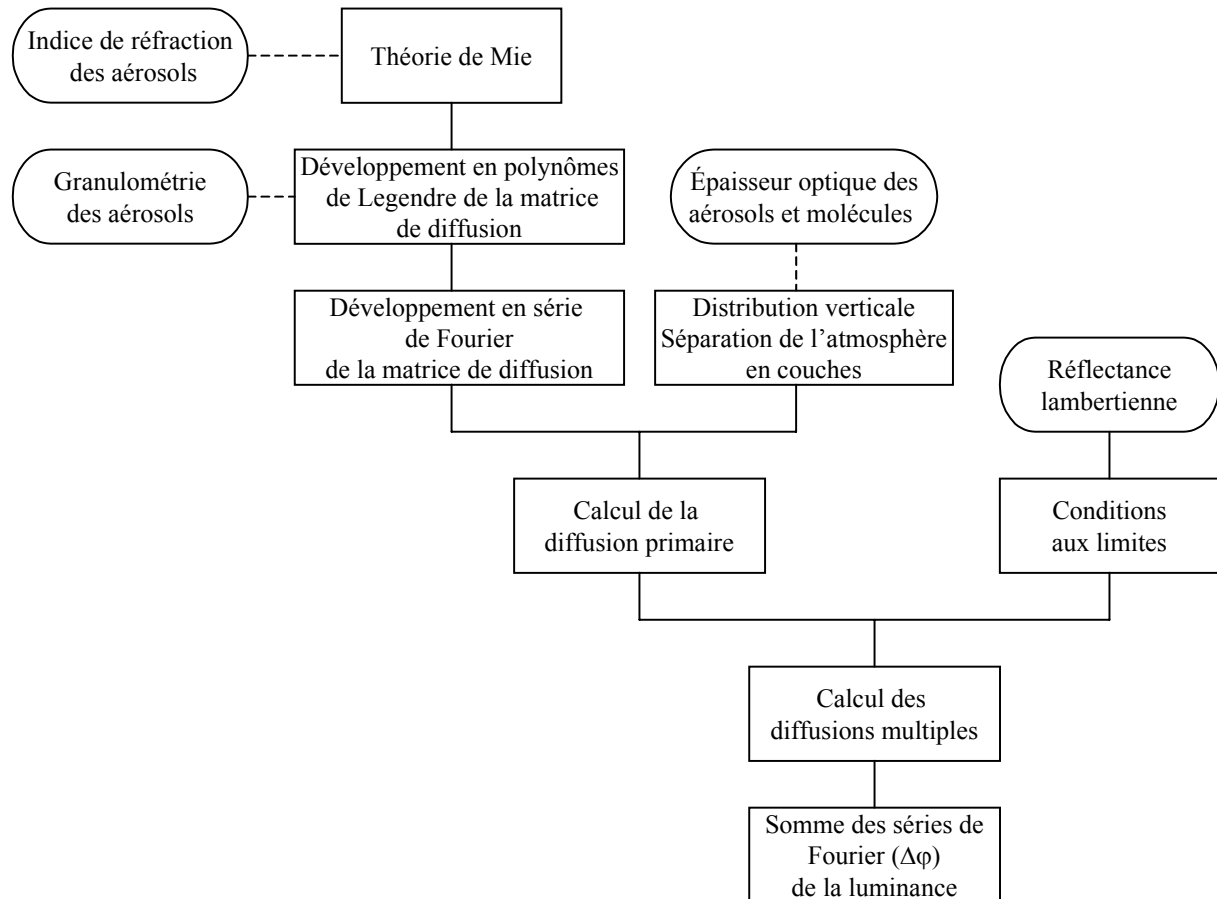 Indice de réfraction
des aérosols
Théorie de Mie
Granulométrie
des aérosols
Développement en polynômes
de Legendre de la matrice
de diffusion
Épaisseur optique des
aérosols et molécules
Développement en série
de Fourier
de la matrice de diffusion
Distribution verticale
Séparation de l’atmosphère
en couches
Réflectance
lambertienne
Calcul de la
diffusion primaire
Conditions
aux limites
Calcul des
diffusions multiples
Somme des séries de
Fourier (Δφ)
de la luminance